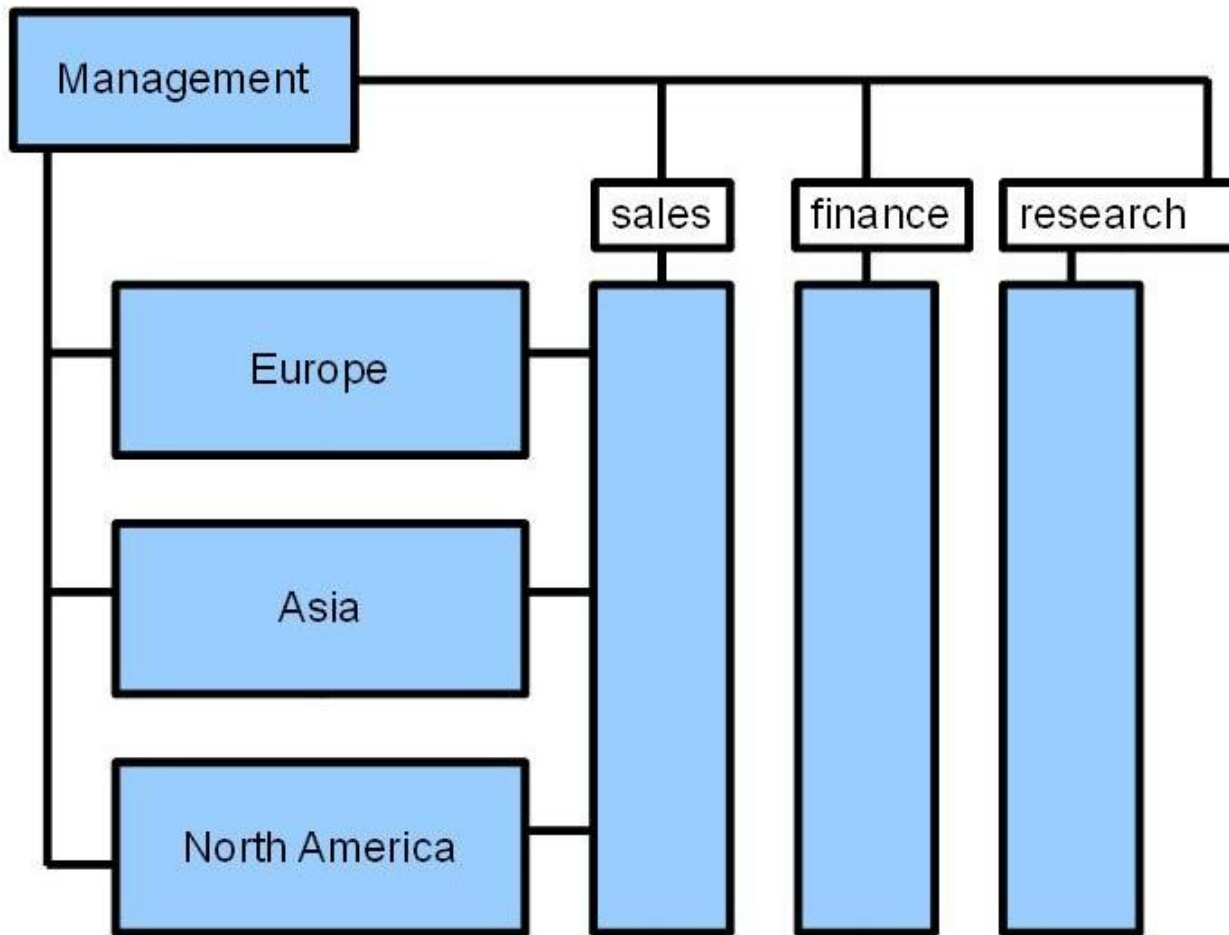 Management
sales
finance
research
Europe
Asia
North America